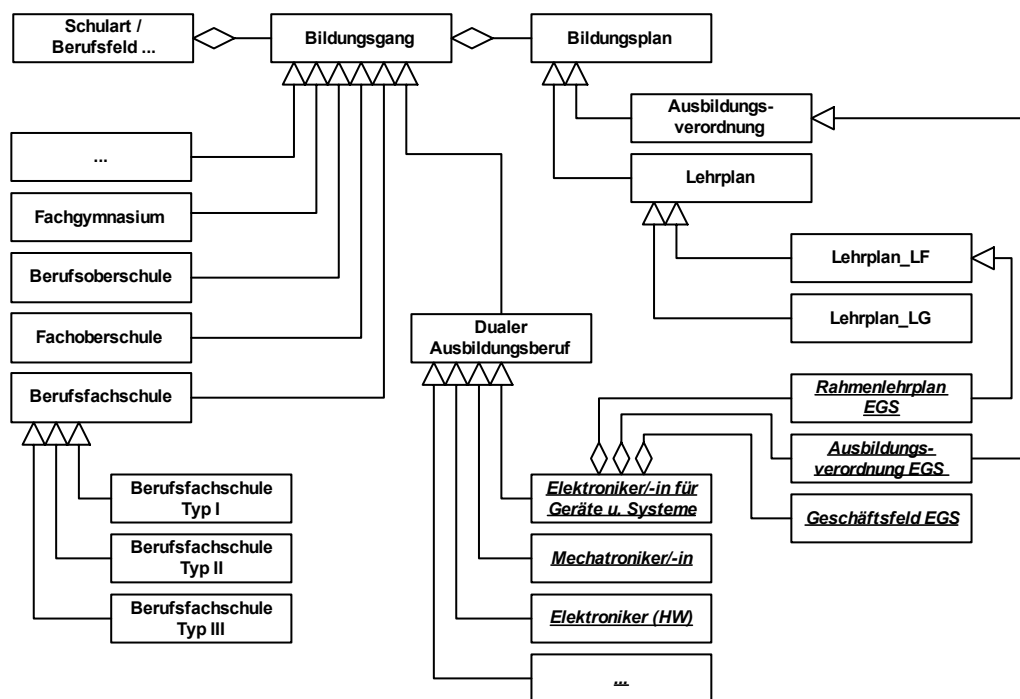 Schulart /
Berufsfeld ...
Bildungsgang
Bildungsplan
Ausbildungs-
verordnung
...
Lehrplan
Fachgymnasium
Lehrplan_LF
Berufsoberschule
Lehrplan_LG
Fachoberschule
Dualer
Ausbildungsberuf
Berufsfachschule
Rahmenlehrplan
EGS
Ausbildungs-
verordnung EGS
Berufsfachschule
Typ I
Elektroniker/-in für
Geräte u. Systeme
Geschäftsfeld EGS
Berufsfachschule
Typ II
Mechatroniker/-in
Berufsfachschule
Typ III
Elektroniker (HW)
...